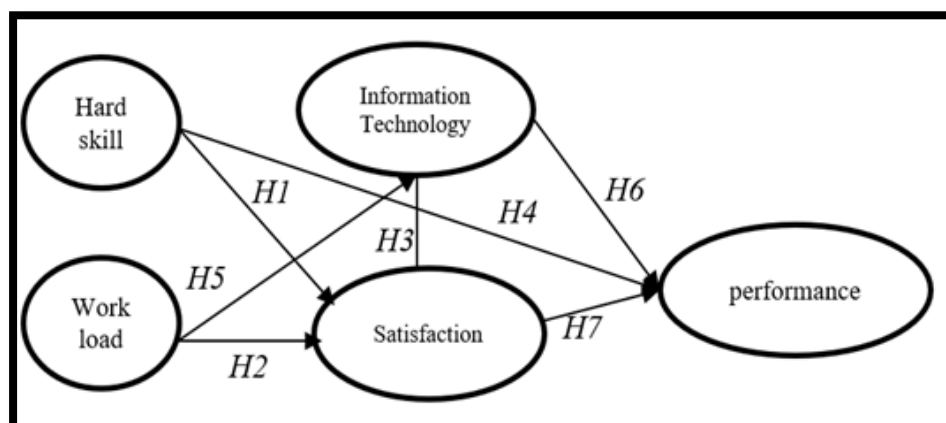 Hard
skill
Information
Technology
H1
H4
H6
H3
H5
performance
Work
load
Satisfaction
H7
H2